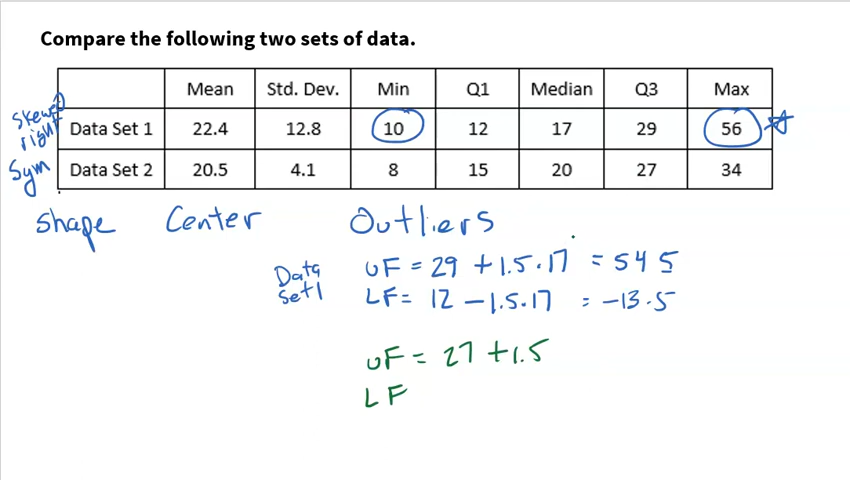 Compare the following two sets of data.
Mean Std. Dev. Min Q1 Median Q3 Max
skewed right Data Set 1 22.4 12.8 10 12 17 29 56
Sym Data Set 2 20.5 4.1 8 15 20 27 34
Shape Center Outliers
Data Set 1
UF = 29 + 1.5 · 17 = 54 5
LF = 12 - 1.5 · 17 = -13.5
UF = 27 + 1.5
LF